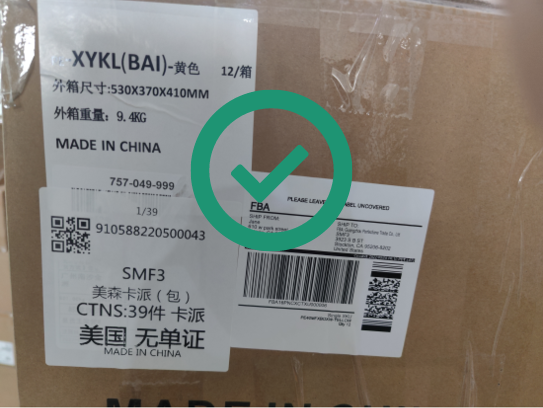 XYKL(BAI)-黄色 12/箱
外箱尺寸:530X370X410MM
外箱重量: 9.4KG
MADE IN CHINA
757-049-999
1/39
910588220500043
SMF3
美森卡派（包）
CTNS:39件 卡派
美国 无单证
MADE IN CHINA
FBA
PLEASE LEAVE LABEL UNCOVERED
SHIP FROM:
SHIP TO:
SMF3
United States
MADE IN